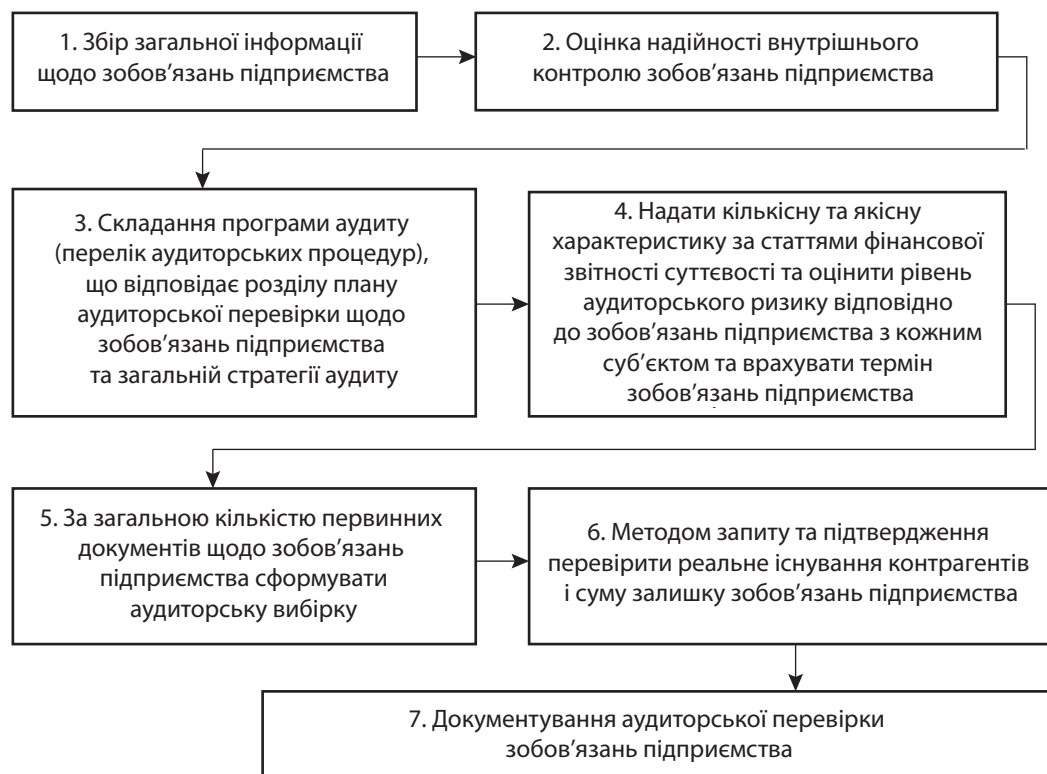 1. Збір загальної інформації
щодо зобов’язань підприємства
2. Оцінка надійності внутрішнього
контролю зобов’язань підприємства
3. Складання програми аудиту
(перелік аудиторських процедур),
що відповідає розділу плану
аудиторської перевірки щодо
зобов’язань підприємства
та загальній стратегії аудиту
4. Надати кількісну та якісну
характеристику за статтями фінансової
звітності суттєвості та оцінити рівень
аудиторського ризику відповідно
до зобов’язань підприємства з кожним
суб’єктом та врахувати термін
зобов’язань підприємства
5. За загальною кількістю первинних
документів щодо зобов’язань
підприємства сформувати
аудиторську вибірку
6. Методом запиту та підтвердження
перевірити реальне існування контрагентів
і суму залишку зобов’язань підприємства
7. Документування аудиторської перевірки
зобов’язань підприємства